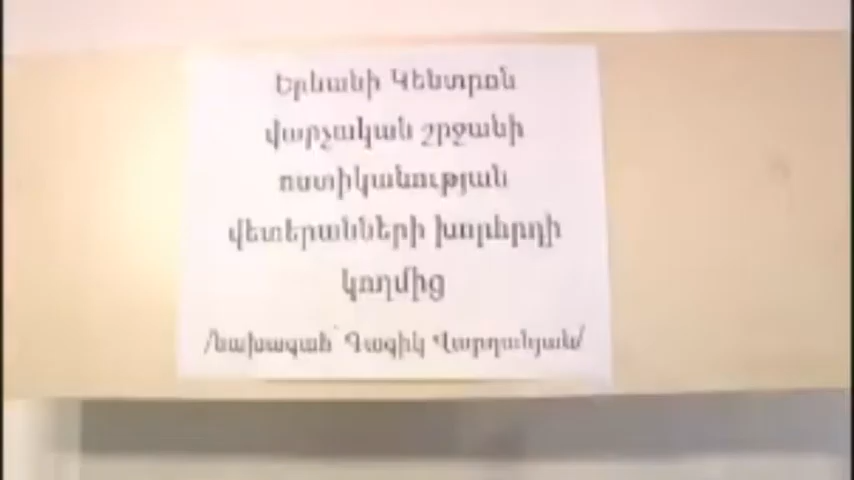 Երևանի Կենտրոն
վարչական շրջանի
ոստիկանության
վետերանների խորհրդի
կողմից
/նախագահ՝ Գագիկ Վարդանյան/